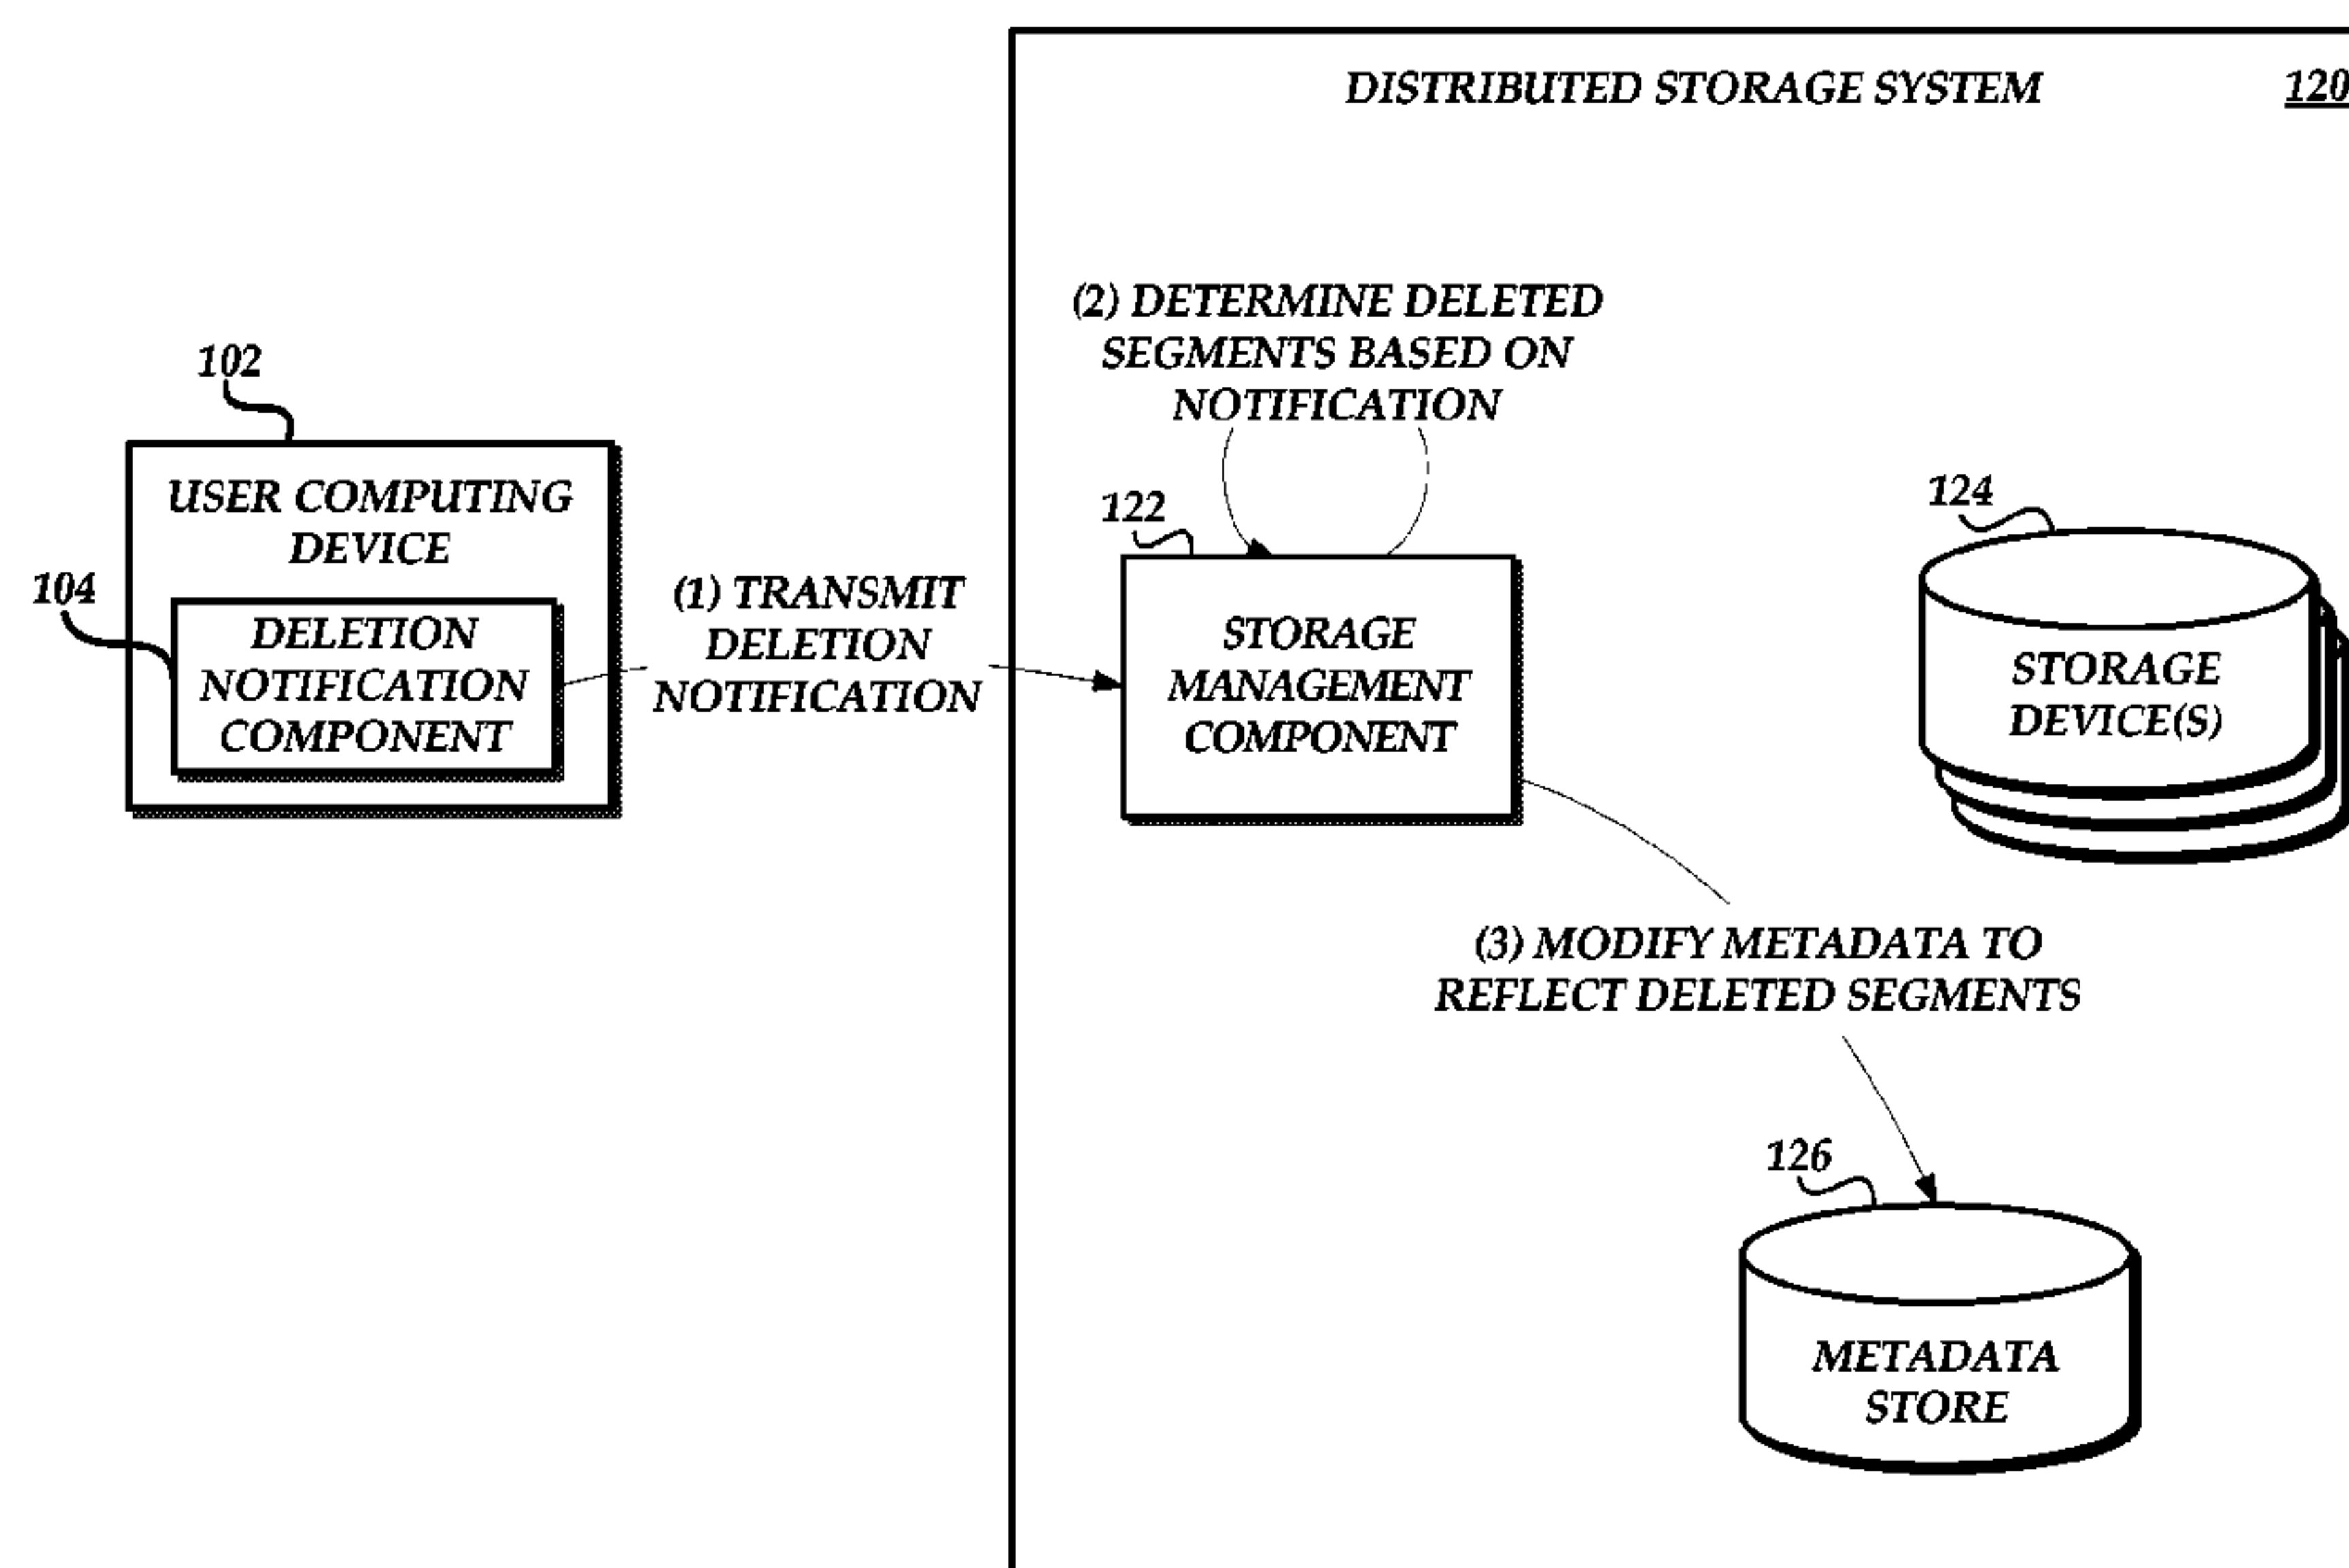 DISTRIBUTED STORAGE SYSTEM 120
(2) DETERMINE DELETED
SEGMENTS BASED ON
NOTIFICATION
102
USER COMPUTING
DEVICE
104
DELETION
NOTIFICATION
COMPONENT
(1) TRANSMIT
DELETION
NOTIFICATION
122
STORAGE
MANAGEMENT
COMPONENT
124
STORAGE
DEVICE(S)
(3) MODIFY METADATA TO
REFLECT DELETED SEGMENTS
126
METADATA
STORE